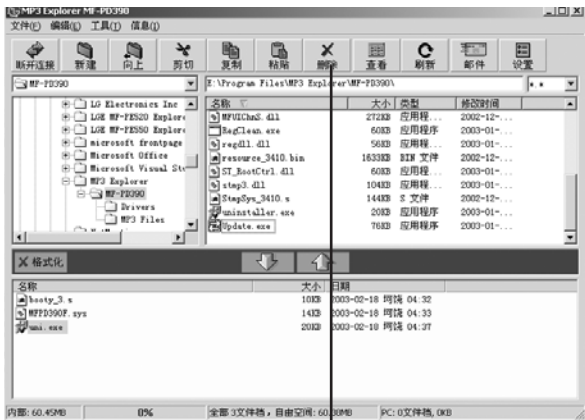 MP3 Explorer MF-PD390
文件(F) 编辑(E) 工具(T) 信息(I)
断开连接 新建 向上 剪切 复制 粘贴 删除 查看 刷新 邮件 设置
MF-PD390 E:\Program Files\MP3 Explorer\MF-PD390\ *.*
LG Electronics Inc
LGE MF-FE520 Explore
LGE MF-PE550 Explore
microsoft frontpage
Microsoft Office
Microsoft Visual Stu
MP3 Explorer
MF-PD390
Drivers
MP3 Files
名称 大小 类型 修改时间
MFUIChnS.dll 272KB 应用程... 2002-12-...
RegClean.exe 60KB 应用程序 2003-01-...
regdll.dll 56KB 应用程... 2003-01-...
resource_3410.bin 1633KB BIN 文件 2002-12-...
ST_RootCtrl.dll 60KB 应用程... 2003-01-...
stmp3.dll 104KB 应用程... 2003-01-...
StmpSys_3410.s 144KB S 文件 2002-12-...
uninstaller.exe 20KB 应用程序 2003-01-...
Update.exe 76KB 应用程序 2003-01-...
格式化
名称 大小 日期
booty_3.s 10KB 2003-02-18 04:32
MFPD390F.sys 14KB 2003-02-18 04:33
uni.exe 20KB 2003-02-18 04:37
内部: 60.45MB 0% 全部 3文件档，自由空间: 60.38MB PC: 0文件档, 0KB